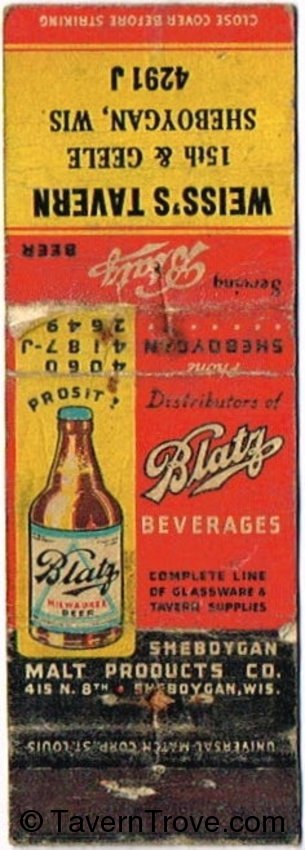 CLOSE COVER BEFORE STRIKING
WEISS'S TAVERN
15th & GEELE
SHEBOYGAN, WIS.
4291 J
Serving
Blatz
BEER
Phone
SHEBOYGAN
4060
4187-J
2649
PROSIT!
Distributors of
Blatz
BEVERAGES
COMPLETE LINE
OF GLASSWARE &
TAVERN SUPPLIES
Blatz
MILWAUKEE
BEER
SHEBOYGAN
MALT PRODUCTS CO.
415 N. 8TH • SHEBOYGAN, WIS.
UNIVERSAL MATCH CORP. ST. LOUIS
© TavernTrove.com